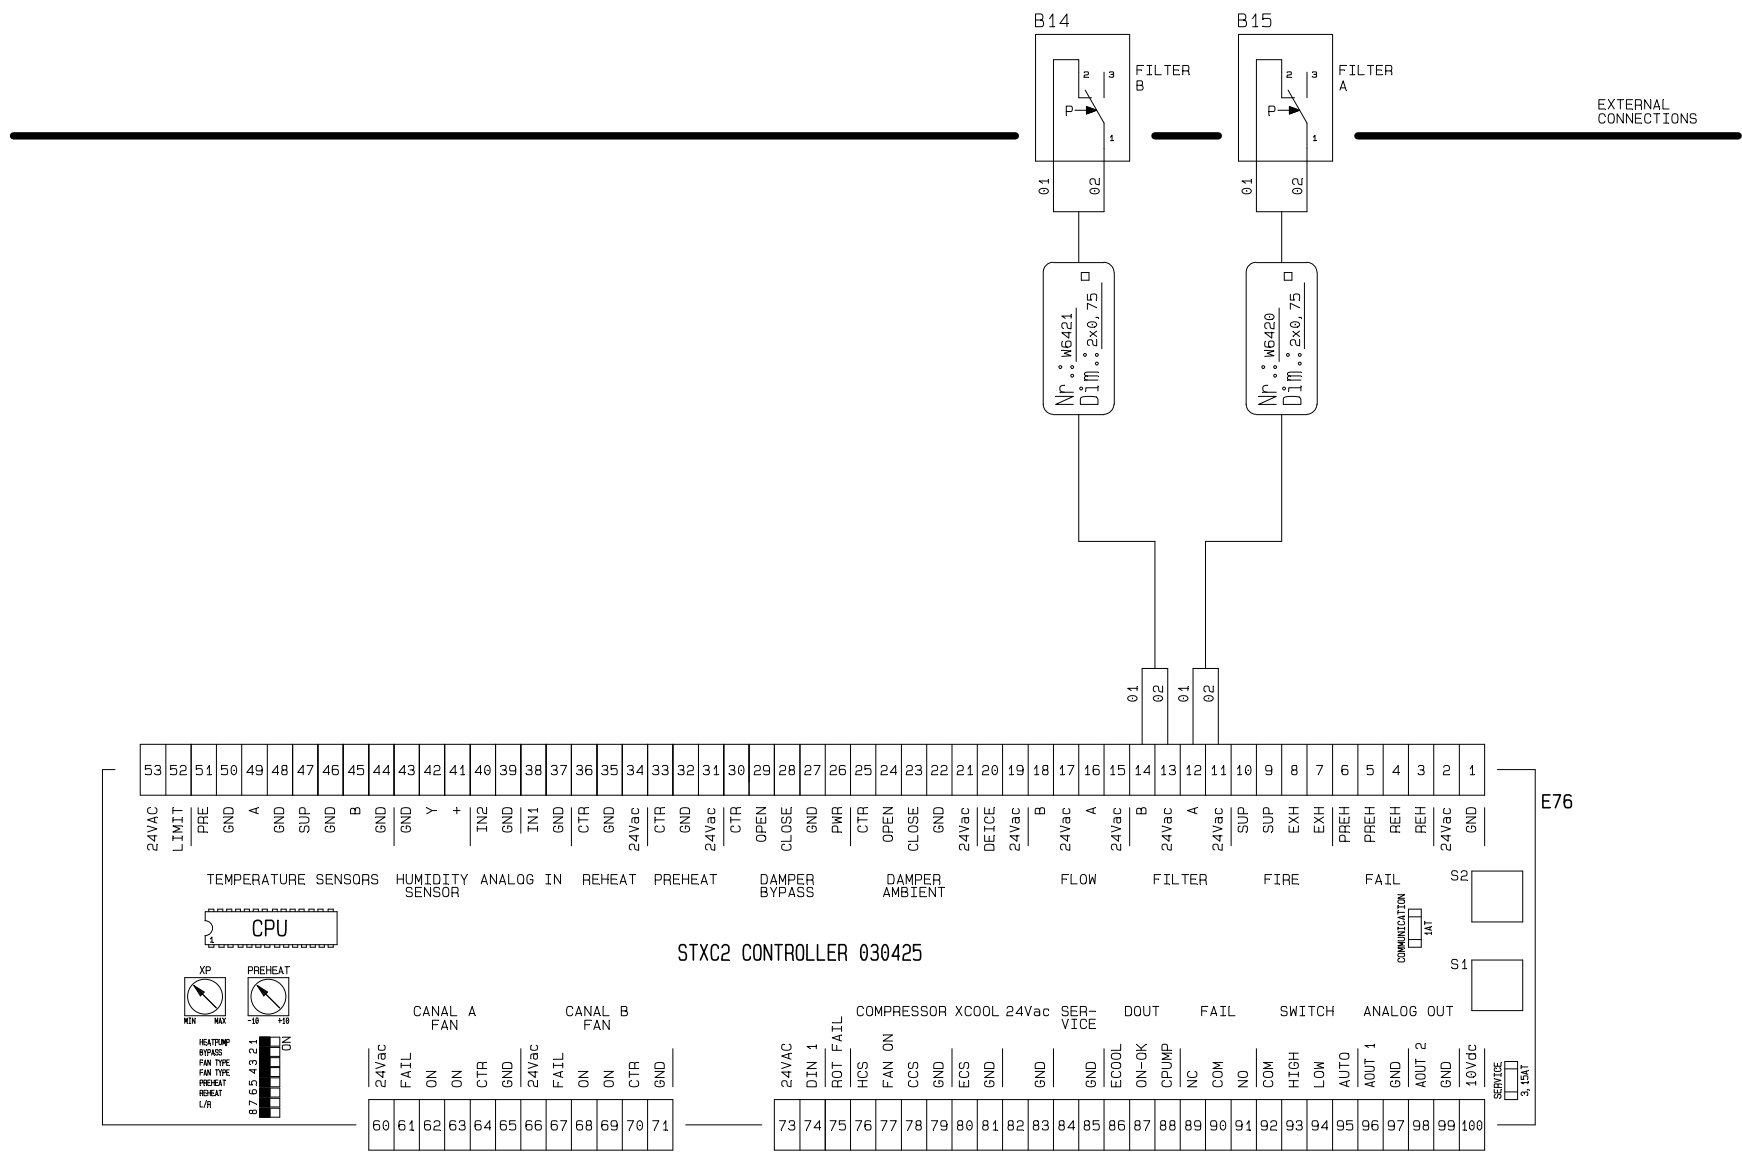 B14
B15
2 3
FILTER
B
P
1
2 3
FILTER
A
P
1
EXTERNAL
CONNECTIONS
01
02
01
02
Nr.: W6421
Dim.: 2x0,75
Nr.: W6420
Dim.: 2x0,75
01
02
01
02
53 52 51 50 49 48 47 46 45 44 43 42 41 40 39 38 37 36 35 34 33 32 31 30 29 28 27 26 25 24 23 22 21 20 19 18 17 16 15 14 13 12 11 10 9 8 7 6 5 4 3 2 1
E76
24VAC LIMIT PRE GND A GND SUP GND B GND GND Y + IN2 GND IN1 GND CTR GND 24Vac CTR GND 24Vac CTR OPEN CLOSE GND PWR CTR OPEN CLOSE GND 24Vac DEICE 24Vac B 24Vac A 24Vac B 24Vac A 24Vac SUP SUP EXH EXH PREH PREH REH REH 24Vac GND
TEMPERATURE SENSORS
HUMIDITY
SENSOR
ANALOG IN
REHEAT
PREHEAT
DAMPER
BYPASS
DAMPER
AMBIENT
FLOW
FILTER
FIRE
FAIL
S2
CPU
1
COMMUNICATION
1AT
STXC2 CONTROLLER 030425
S1
XP
MIN MAX
PREHEAT
-10 +10
HEATPUMP
BYPASS
FAN TYPE
FAN TYPE
PREHEAT
REHEAT
L/R
8 7 6 5 4 3 2 1
ON
CANAL A
FAN
CANAL B
FAN
COMPRESSOR
XCOOL
24Vac
SER-
VICE
DOUT
FAIL
SWITCH
ANALOG OUT
24Vac FAIL ON ON CTR GND 24Vac FAIL ON ON CTR GND
24VAC DIN 1 ROT FAIL HCS FAN ON CCS GND ECS GND GND GND ECOOL ON-OK CPUMP NC COM NO COM HIGH LOW AUTO AOUT 1 GND AOUT 2 GND 10Vdc
SERVICE
3,15AT
60 61 62 63 64 65 66 67 68 69 70 71
73 74 75 76 77 78 79 80 81 82 83 84 85 86 87 88 89 90 91 92 93 94 95 96 97 98 99 100